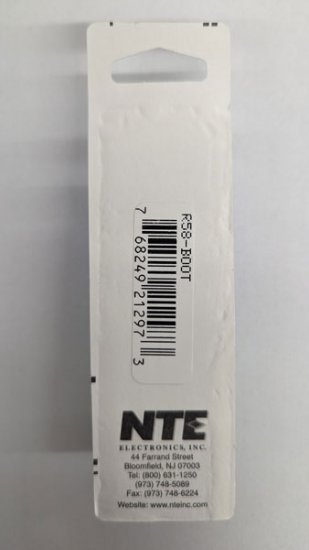 R58-BOOT
7 68249 21297 3
NTE
ELECTRONICS, INC.
44 Farrand Street
Bloomfield, NJ 07003
Tel: (800) 631-1250
(973) 748-5089
Fax: (973) 748-6224
Website: www.nteinc.com